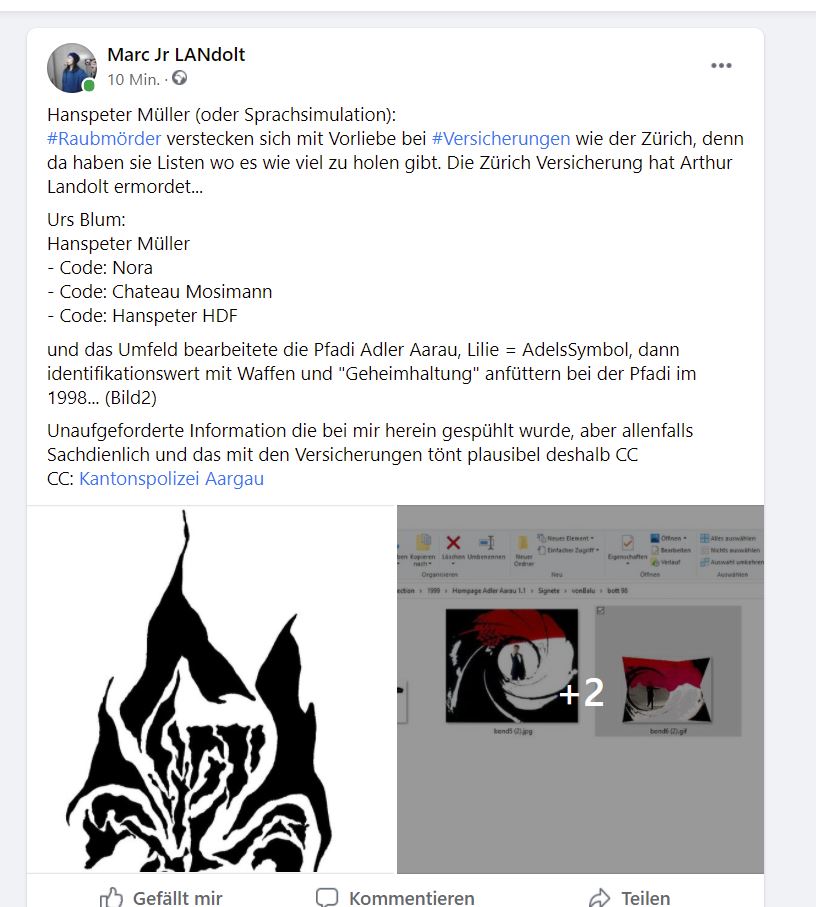 Marc Jr LANdolt
10 Min. ·
Hanspeter Müller (oder Sprachsimulation):
#Raubmörder verstecken sich mit Vorliebe bei #Versicherungen wie der Zürich, denn
da haben sie Listen wo es wie viel zu holen gibt. Die Zürich Versicherung hat Arthur
Landolt ermordet...
Urs Blum:
Hanspeter Müller
- Code: Nora
- Code: Chateau Mosimann
- Code: Hanspeter HDF
und das Umfeld bearbeitete die Pfadi Adler Aarau, Lilie = AdelsSymbol, dann
identifikationswert mit Waffen und "Geheimhaltung" anfüttern bei der Pfadi im
1998... (Bild2)
Unaufgeforderte Information die bei mir herein gespühlt wurde, aber allenfalls
Sachdienlich und das mit den Versicherungen tönt plausibel deshalb CC
CC: Kantonspolizei Aargau
Neues Element
Öffnen
Alles auswählen
Kopieren nach
Löschen
Umbenennen
Neuer Ordner
Einfacher Zugriff
Eigenschaften
Bearbeiten
Nichts auswählen
Verlauf
Auswahl umkehren
Organisieren
Neu
Öffnen
Auswählen
ction › 1999 › Hompage Adler Aarau 1.1 › Signete › vonBalu › bott 98
+2
bond5 (2).jpg
bond6 (2).gif
Gefällt mir
Kommentieren
Teilen